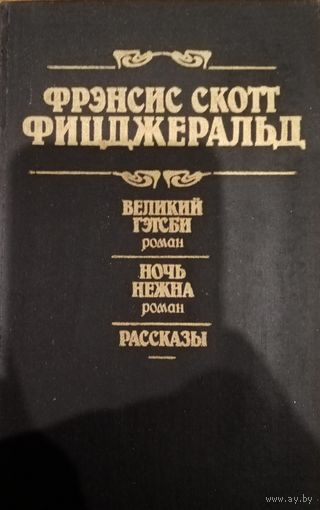 ФРЭНСИС СКОТТ
ФИЦДЖЕРАЛЬД
ВЕЛИКИЙ
ГЭТСБИ
роман
НОЧЬ
НЕЖНА
роман
РАССКАЗЫ
www.ay.by